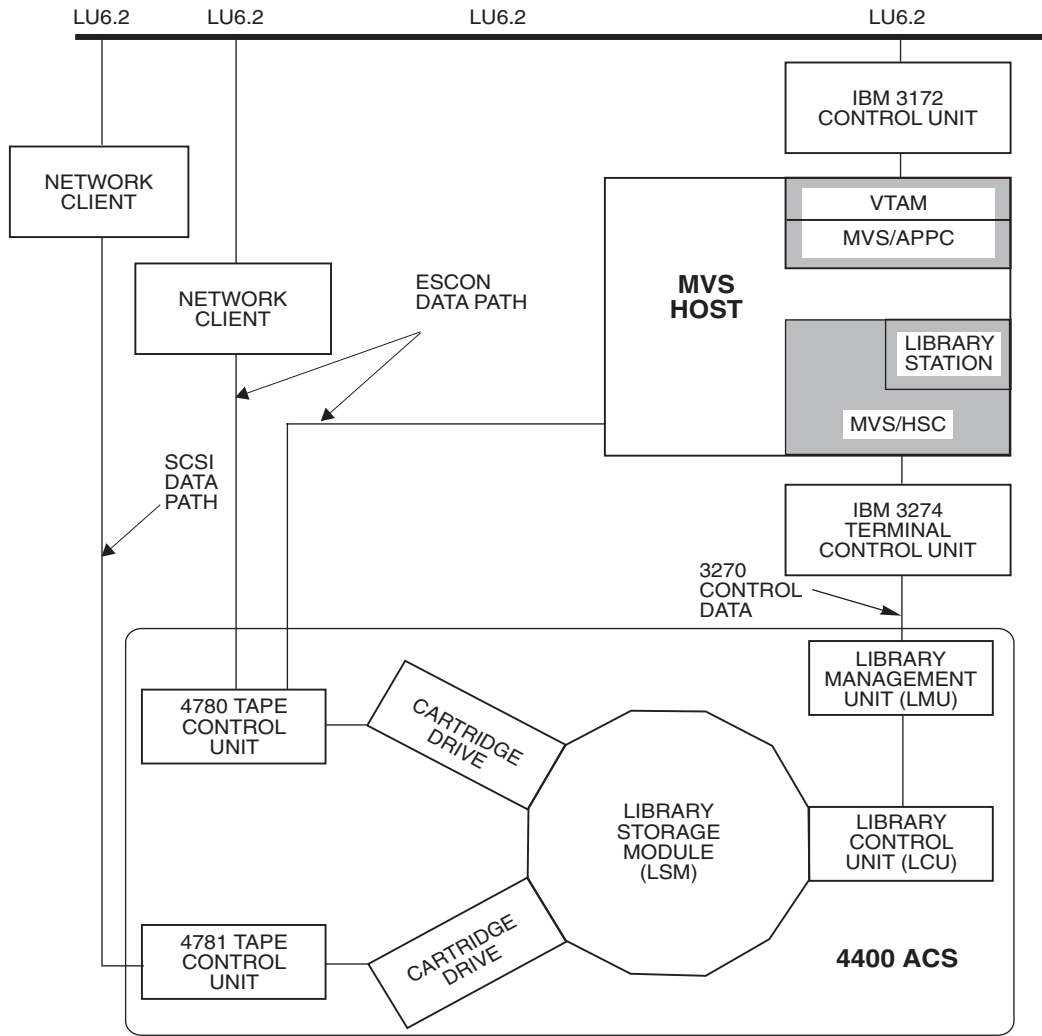 LU6.2 LU6.2 LU6.2 LU6.2
IBM 3172
CONTROL UNIT
NETWORK
CLIENT
VTAM
MVS/APPC
NETWORK
CLIENT
ESCON
DATA PATH
MVS
HOST
LIBRARY
STATION
MVS/HSC
SCSI
DATA
PATH
IBM 3274
TERMINAL
CONTROL UNIT
3270
CONTROL
DATA
LIBRARY
MANAGEMENT
UNIT (LMU)
4780 TAPE
CONTROL
UNIT
CARTRIDGE
DRIVE
LIBRARY
STORAGE
MODULE
(LSM)
LIBRARY
CONTROL
UNIT (LCU)
4781 TAPE
CONTROL
UNIT
CARTRIDGE
DRIVE
4400 ACS